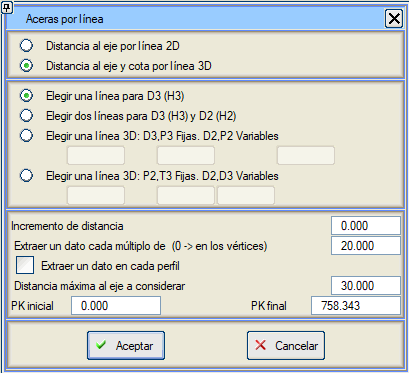 Aceras por línea
Distancia al eje por línea 2D
Distancia al eje y cota por línea 3D
Elegir una línea para D3 (H3)
Elegir dos líneas para D3 (H3) y D2 (H2)
Elegir una línea 3D: D3,P3 Fijas. D2,P2 Variables
Elegir una línea 3D: P2,T3 Fijas. D2,D3 Variables
Incremento de distancia 0.000
Extraer un dato cada múltiplo de (0 -> en los vértices) 20.000
Extraer un dato en cada perfil
Distancia máxima al eje a considerar 30.000
PK inicial 0.000 PK final 758.343
Aceptar Cancelar